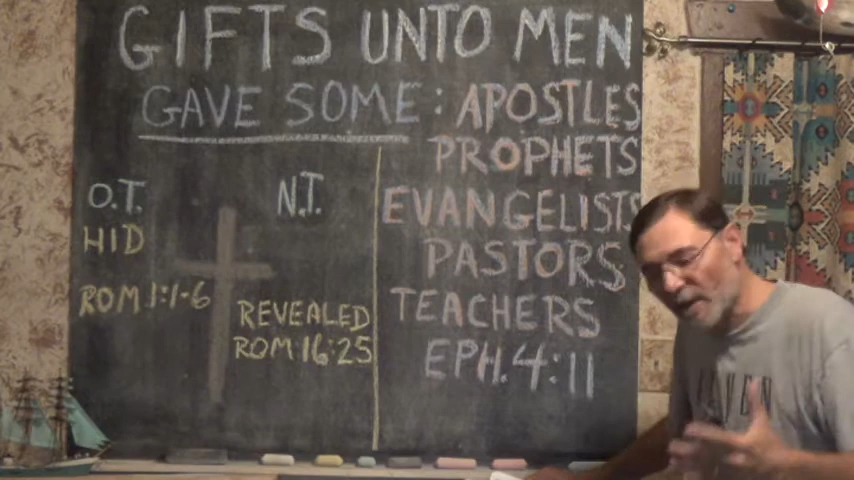 GIFTS UNTO MEN
GAVE SOME: APOSTLES
PROPHETS
EVANGELISTS
PASTORS
TEACHERS
EPH. 4:11
O.T.
HID
ROM 1:1-6
N.T.
REVEALED
ROM:16:25